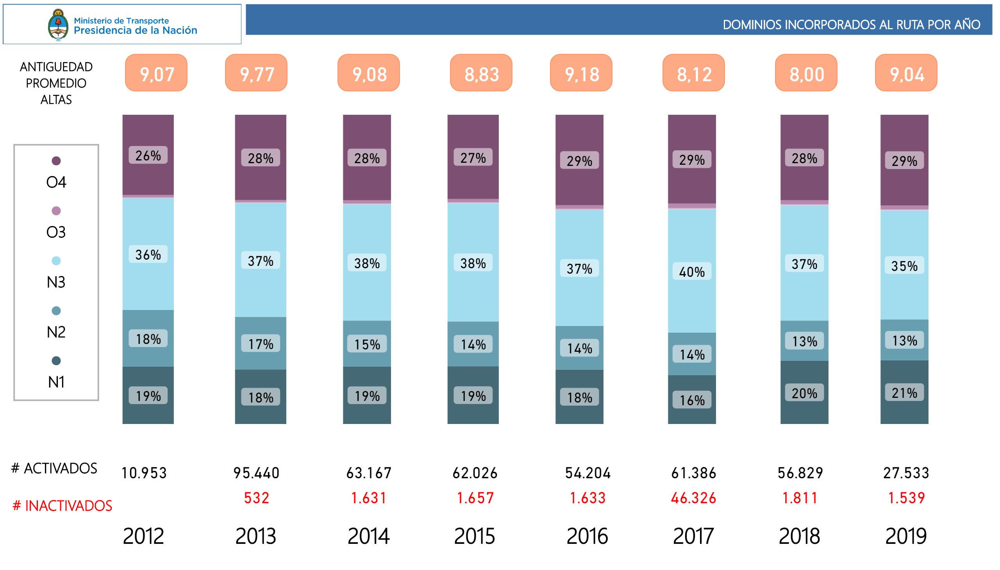 Ministerio de Transporte
Presidencia de la Nación
DOMINIOS INCORPORADOS AL RUTA POR AÑO
ANTIGUEDAD
PROMEDIO
ALTAS
9,07 9,77 9,08 8,83 9,18 8,12 8,00 9,04
O4
O3
N3
N2
N1
26% 28% 28% 27% 29% 29% 28% 29%
36% 37% 38% 38% 37% 40% 37% 35%
18% 17% 15% 14% 14% 14% 13% 13%
19% 18% 19% 19% 18% 16% 20% 21%
# ACTIVADOS 10.953 95.440 63.167 62.026 54.204 61.386 56.829 27.533
# INACTIVADOS 532 1.631 1.657 1.633 46.326 1.811 1.539
2012 2013 2014 2015 2016 2017 2018 2019